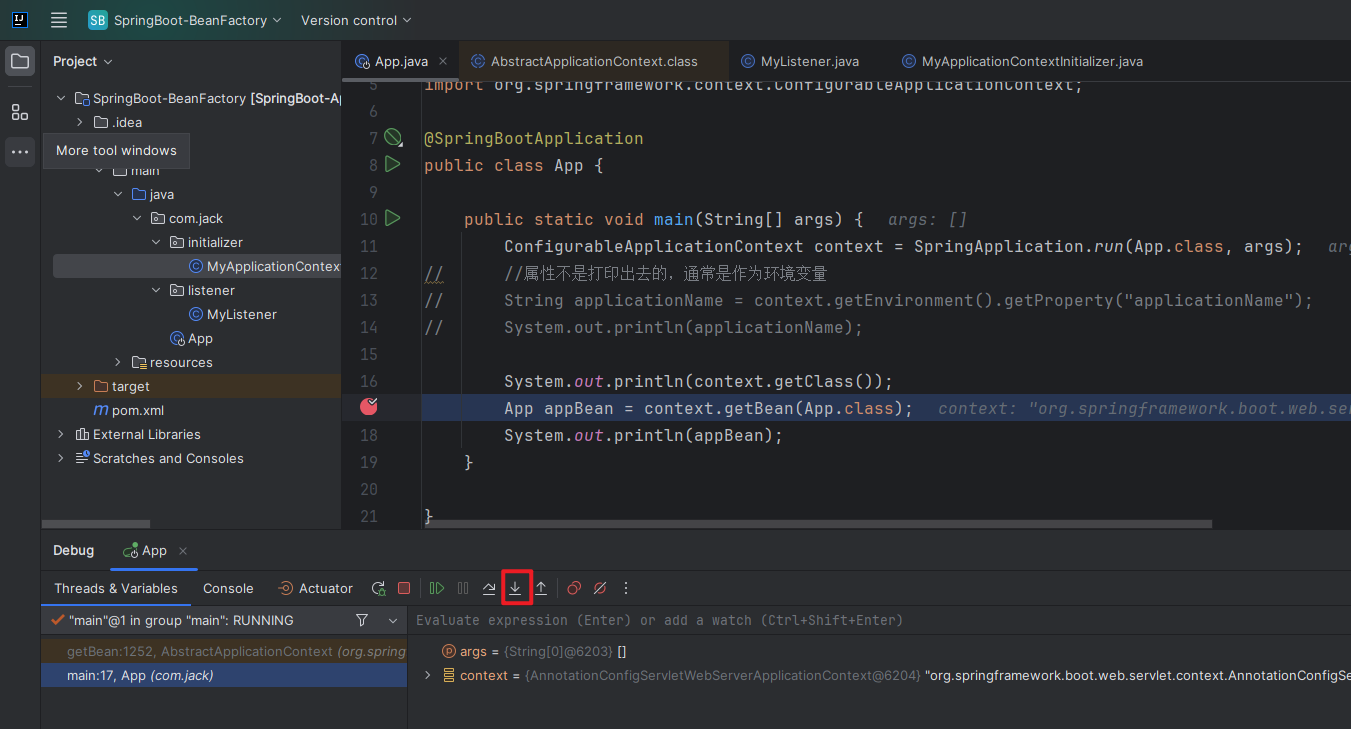 SB SpringBoot-BeanFactory Version control
Project
App.java AbstractApplicationContext.class MyListener.java MyApplicationContextInitializer.java
SpringBoot-BeanFactory [SpringBoot-Ap
.idea
More tool windows
main
java
com.jack
initializer
MyApplicationContex
listener
MyListener
App
resources
target
pom.xml
External Libraries
Scratches and Consoles
5 import org.springframework.context.ConfigurableApplicationContext;
6
7 @SpringBootApplication
8 public class App {
9
10 public static void main(String[] args) { args: []
11 ConfigurableApplicationContext context = SpringApplication.run(App.class, args); arg
12 // //属性不是打印出去的，通常是作为环境变量
13 // String applicationName = context.getEnvironment().getProperty("applicationName");
14 // System.out.println(applicationName);
15
16 System.out.println(context.getClass());
App appBean = context.getBean(App.class); context: "org.springframework.boot.web.se
18 System.out.println(appBean);
19 }
20
21 }
Debug App
Threads & Variables Console Actuator
"main"@1 in group "main": RUNNING
Evaluate expression (Enter) or add a watch (Ctrl+Shift+Enter)
getBean:1252, AbstractApplicationContext (org.spring
main:17, App (com.jack)
args = {String[0]@6203} []
context = {AnnotationConfigServletWebServerApplicationContext@6204} "org.springframework.boot.web.servlet.context.AnnotationConfigSe